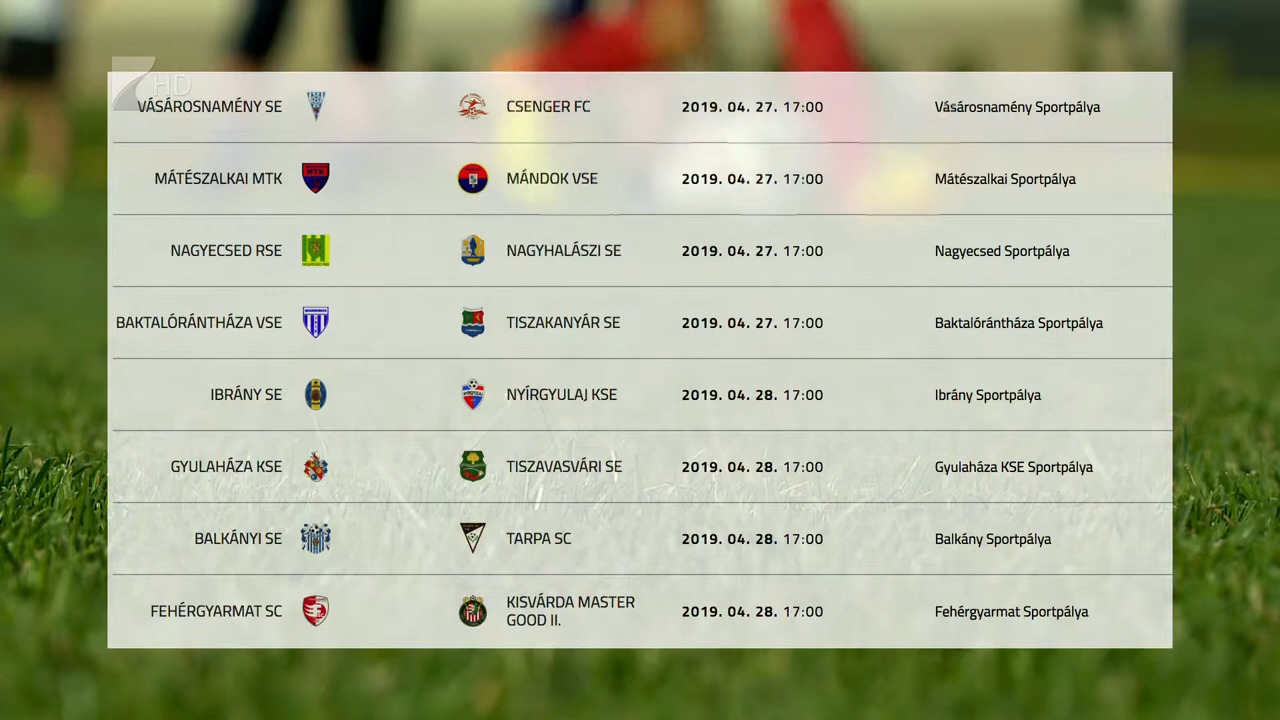 7 HD
VÁSÁROSNAMÉNY SE CSENGER FC 2019. 04. 27. 17:00 Vásárosnamény Sportpálya
MÁTÉSZALKAI MTK MTK MÁNDOK VSE 2019. 04. 27. 17:00 Mátészalkai Sportpálya
NAGYECSED RSE NAGYHALÁSZI SE 2019. 04. 27. 17:00 Nagyecsed Sportpálya
BAKTALÓRÁNTHÁZA VSE TISZAKANYÁR SE 2019. 04. 27. 17:00 Baktalórántháza Sportpálya
IBRÁNY SE NYÍRGYULAJ KSE 2019. 04. 28. 17:00 Ibrány Sportpálya
GYULAHÁZA KSE TISZAVASVÁRI SE 2019. 04. 28. 17:00 Gyulaháza KSE Sportpálya
BALKÁNYI SE TARPA SC 2019. 04. 28. 17:00 Balkány Sportpálya
FEHÉRGYARMAT SC KISVÁRDA MASTER GOOD II. 2019. 04. 28. 17:00 Fehérgyarmat Sportpálya